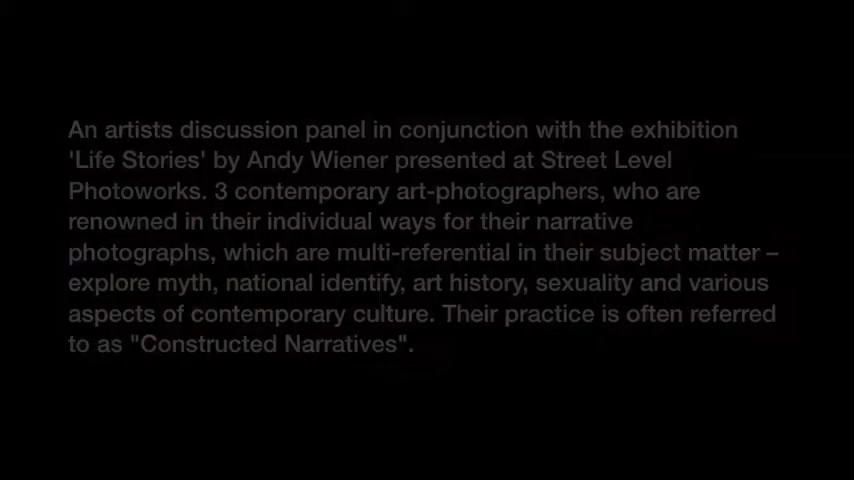 An artists discussion panel in conjunction with the exhibition
'Life Stories' by Andy Wiener presented at Street Level
Photoworks. 3 contemporary art-photographers, who are
renowned in their individual ways for their narrative
photographs, which are multi-referential in their subject matter –
explore myth, national identify, art history, sexuality and various
aspects of contemporary culture. Their practice is often referred
to as "Constructed Narratives".